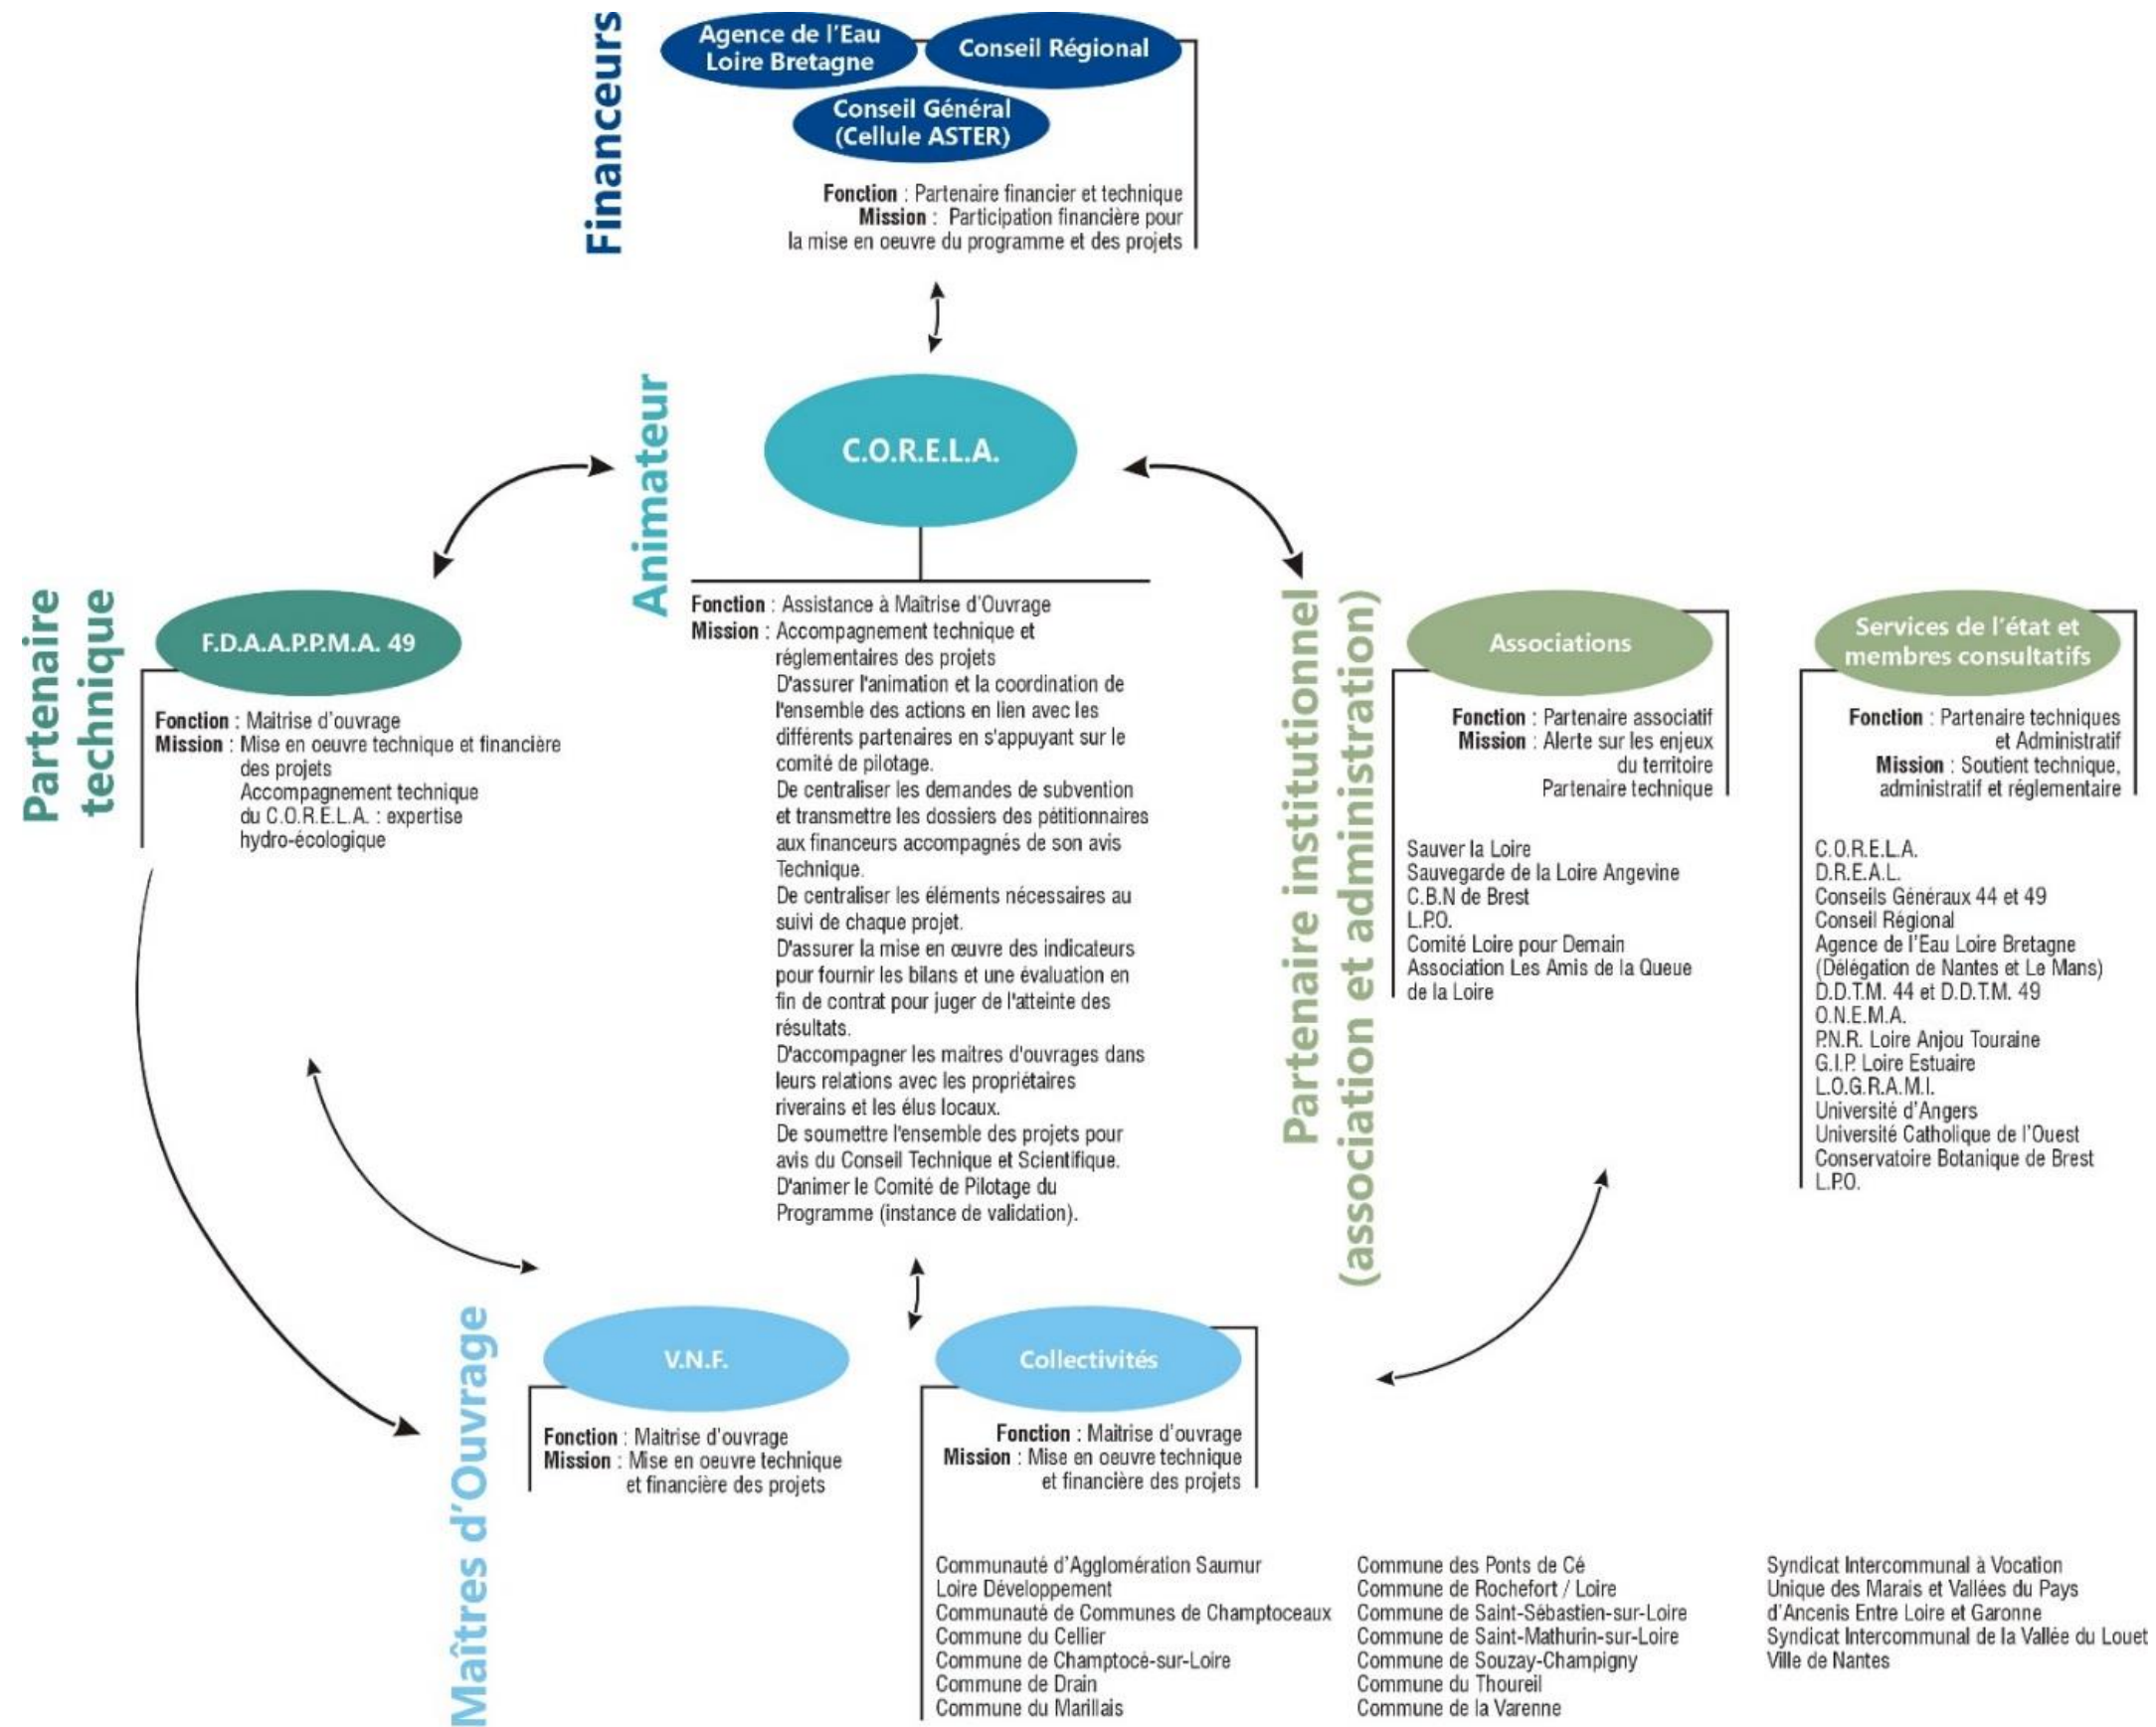 Financeurs
Agence de l'Eau
Loire Bretagne
Conseil Régional
Conseil Général
(Cellule ASTER)
Fonction : Partenaire financier et technique
Mission : Participation financière pour
la mise en oeuvre du programme et des projets
Animateur
C.O.R.E.L.A.
Fonction : Assistance à Maîtrise d'Ouvrage
Mission : Accompagnement technique et
réglementaires des projets
D'assurer l'animation et la coordination de
l'ensemble des actions en lien avec les
différents partenaires en s'appuyant sur le
comité de pilotage.
De centraliser les demandes de subvention
et transmettre les dossiers des pétitionnaires
aux financeurs accompagnés de son avis
Technique.
De centraliser les éléments nécessaires au
suivi de chaque projet.
D'assurer la mise en œuvre des indicateurs
pour fournir les bilans et une évaluation en
fin de contrat pour juger de l'atteinte des
résultats.
D'accompagner les maitres d'ouvrages dans
leurs relations avec les propriétaires
riverains et les élus locaux.
De soumettre l'ensemble des projets pour
avis du Conseil Technique et Scientifique.
D'animer le Comité de Pilotage du
Programme (instance de validation).
Partenaire
technique
F.D.A.A.P.P.M.A. 49
Fonction : Maitrise d'ouvrage
Mission : Mise en oeuvre technique et financière
des projets
Accompagnement technique
du C.O.R.E.L.A. : expertise
hydro-écologique
Partenaire institutionnel
(association et administration)
Associations
Fonction : Partenaire associatif
Mission : Alerte sur les enjeux
du territoire
Partenaire technique
Sauver la Loire
Sauvegarde de la Loire Angevine
C.B.N de Brest
L.P.O.
Comité Loire pour Demain
Association Les Amis de la Queue
de la Loire
Services de l'état et
membres consultatifs
Fonction : Partenaire techniques
et Administratif
Mission : Soutient technique,
administratif et réglementaire
C.O.R.E.L.A.
D.R.E.A.L.
Conseils Généraux 44 et 49
Conseil Régional
Agence de l'Eau Loire Bretagne
(Délégation de Nantes et Le Mans)
D.D.T.M. 44 et D.D.T.M. 49
O.N.E.M.A.
P.N.R. Loire Anjou Touraine
G.I.P. Loire Estuaire
L.O.G.R.A.M.I.
Université d'Angers
Université Catholique de l'Ouest
Conservatoire Botanique de Brest
L.P.O.
Maîtres d'Ouvrage
V.N.F.
Fonction : Maitrise d'ouvrage
Mission : Mise en oeuvre technique
et financière des projets
Collectivités
Fonction : Maitrise d'ouvrage
Mission : Mise en oeuvre technique
et financière des projets
Communauté d'Agglomération Saumur
Loire Développement
Communauté de Communes de Champtoceaux
Commune du Cellier
Commune de Champtocé-sur-Loire
Commune de Drain
Commune du Marillais
Commune des Ponts de Cé
Commune de Rochefort / Loire
Commune de Saint-Sébastien-sur-Loire
Commune de Saint-Mathurin-sur-Loire
Commune de Souzay-Champigny
Commune du Thoureil
Commune de la Varenne
Syndicat Intercommunal à Vocation
Unique des Marais et Vallées du Pays
d'Ancenis Entre Loire et Garonne
Syndicat Intercommunal de la Vallée du Louet
Ville de Nantes